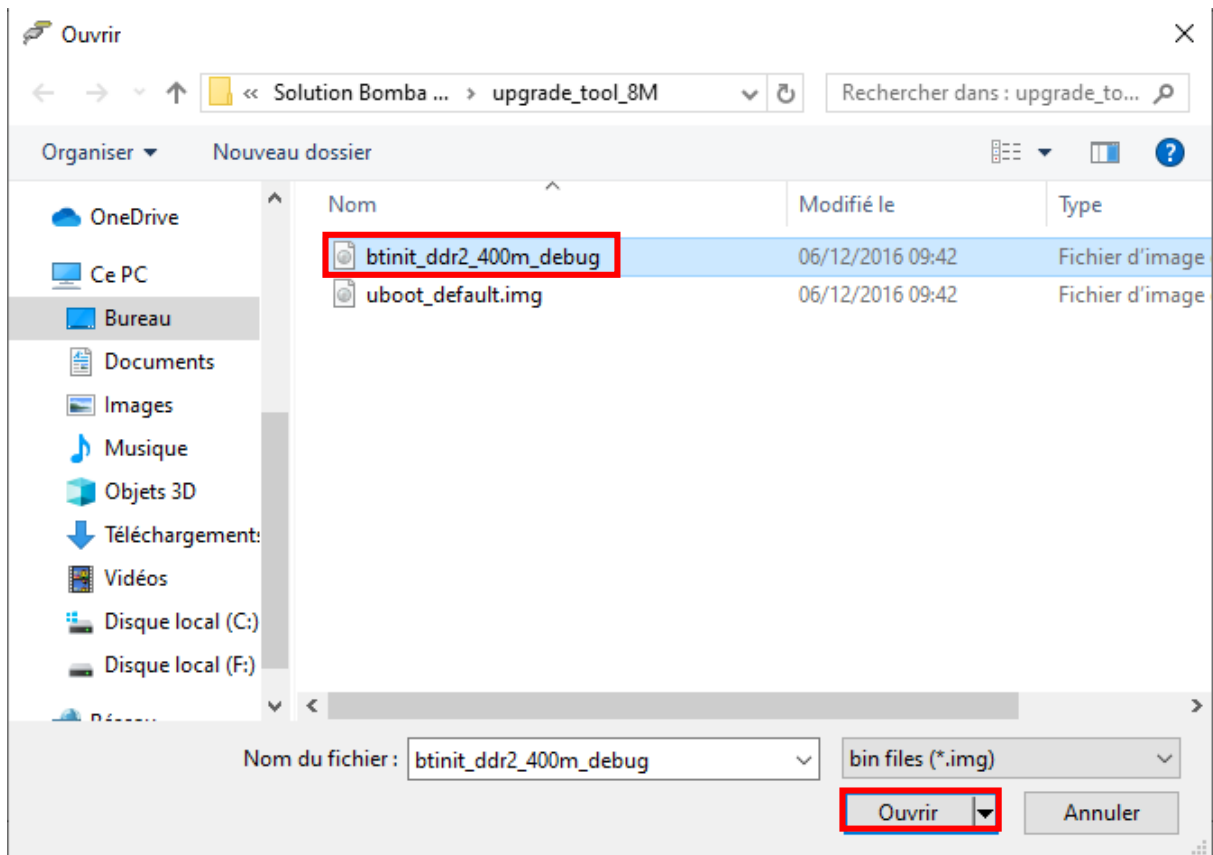 Ouvrir
« Solution Bomba ... › upgrade_tool_8M
Rechercher dans : upgrade_to...
Organiser
Nouveau dossier
?
OneDrive
Ce PC
Bureau
Documents
Images
Musique
Objets 3D
Téléchargement
Vidéos
Disque local (C:)
Disque local (F:)
Nom Modifié le Type
btinit_ddr2_400m_debug 06/12/2016 09:42 Fichier d'image
uboot_default.img 06/12/2016 09:42 Fichier d'image
Nom du fichier : btinit_ddr2_400m_debug bin files (*.img)
Ouvrir Annuler